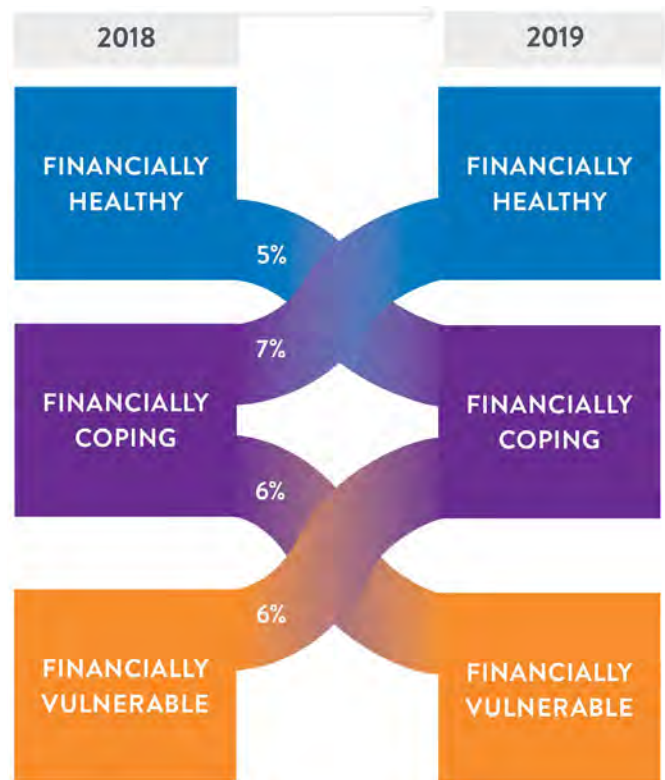 2018
2019
FINANCIALLY
HEALTHY
FINANCIALLY
HEALTHY
5%
7%
FINANCIALLY
COPING
FINANCIALLY
COPING
6%
6%
FINANCIALLY
VULNERABLE
FINANCIALLY
VULNERABLE